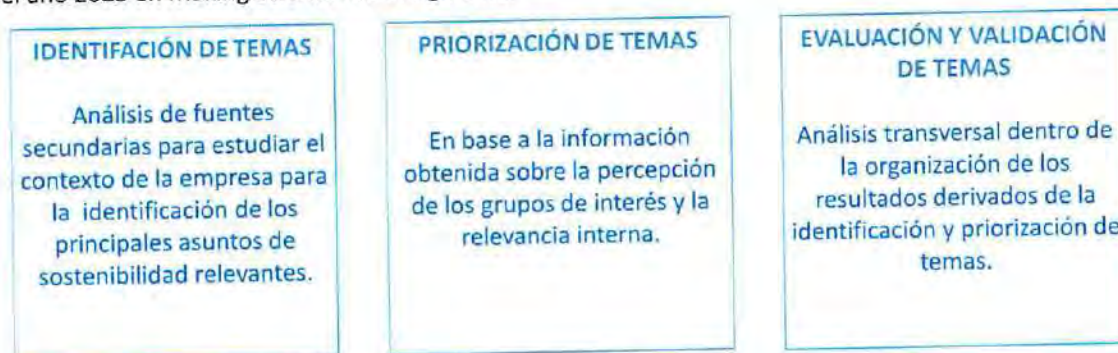 IDENTIFACIÓN DE TEMAS
Análisis de fuentes
secundarias para estudiar el
contexto de la empresa para
la identificación de los
principales asuntos de
sostenibilidad relevantes.
PRIORIZACIÓN DE TEMAS
En base a la información
obtenida sobre la percepción
de los grupos de interés y la
relevancia interna.
EVALUACIÓN Y VALIDACIÓN
DE TEMAS
Análisis transversal dentro de
la organización de los
resultados derivados de la
identificación y priorización de
temas.